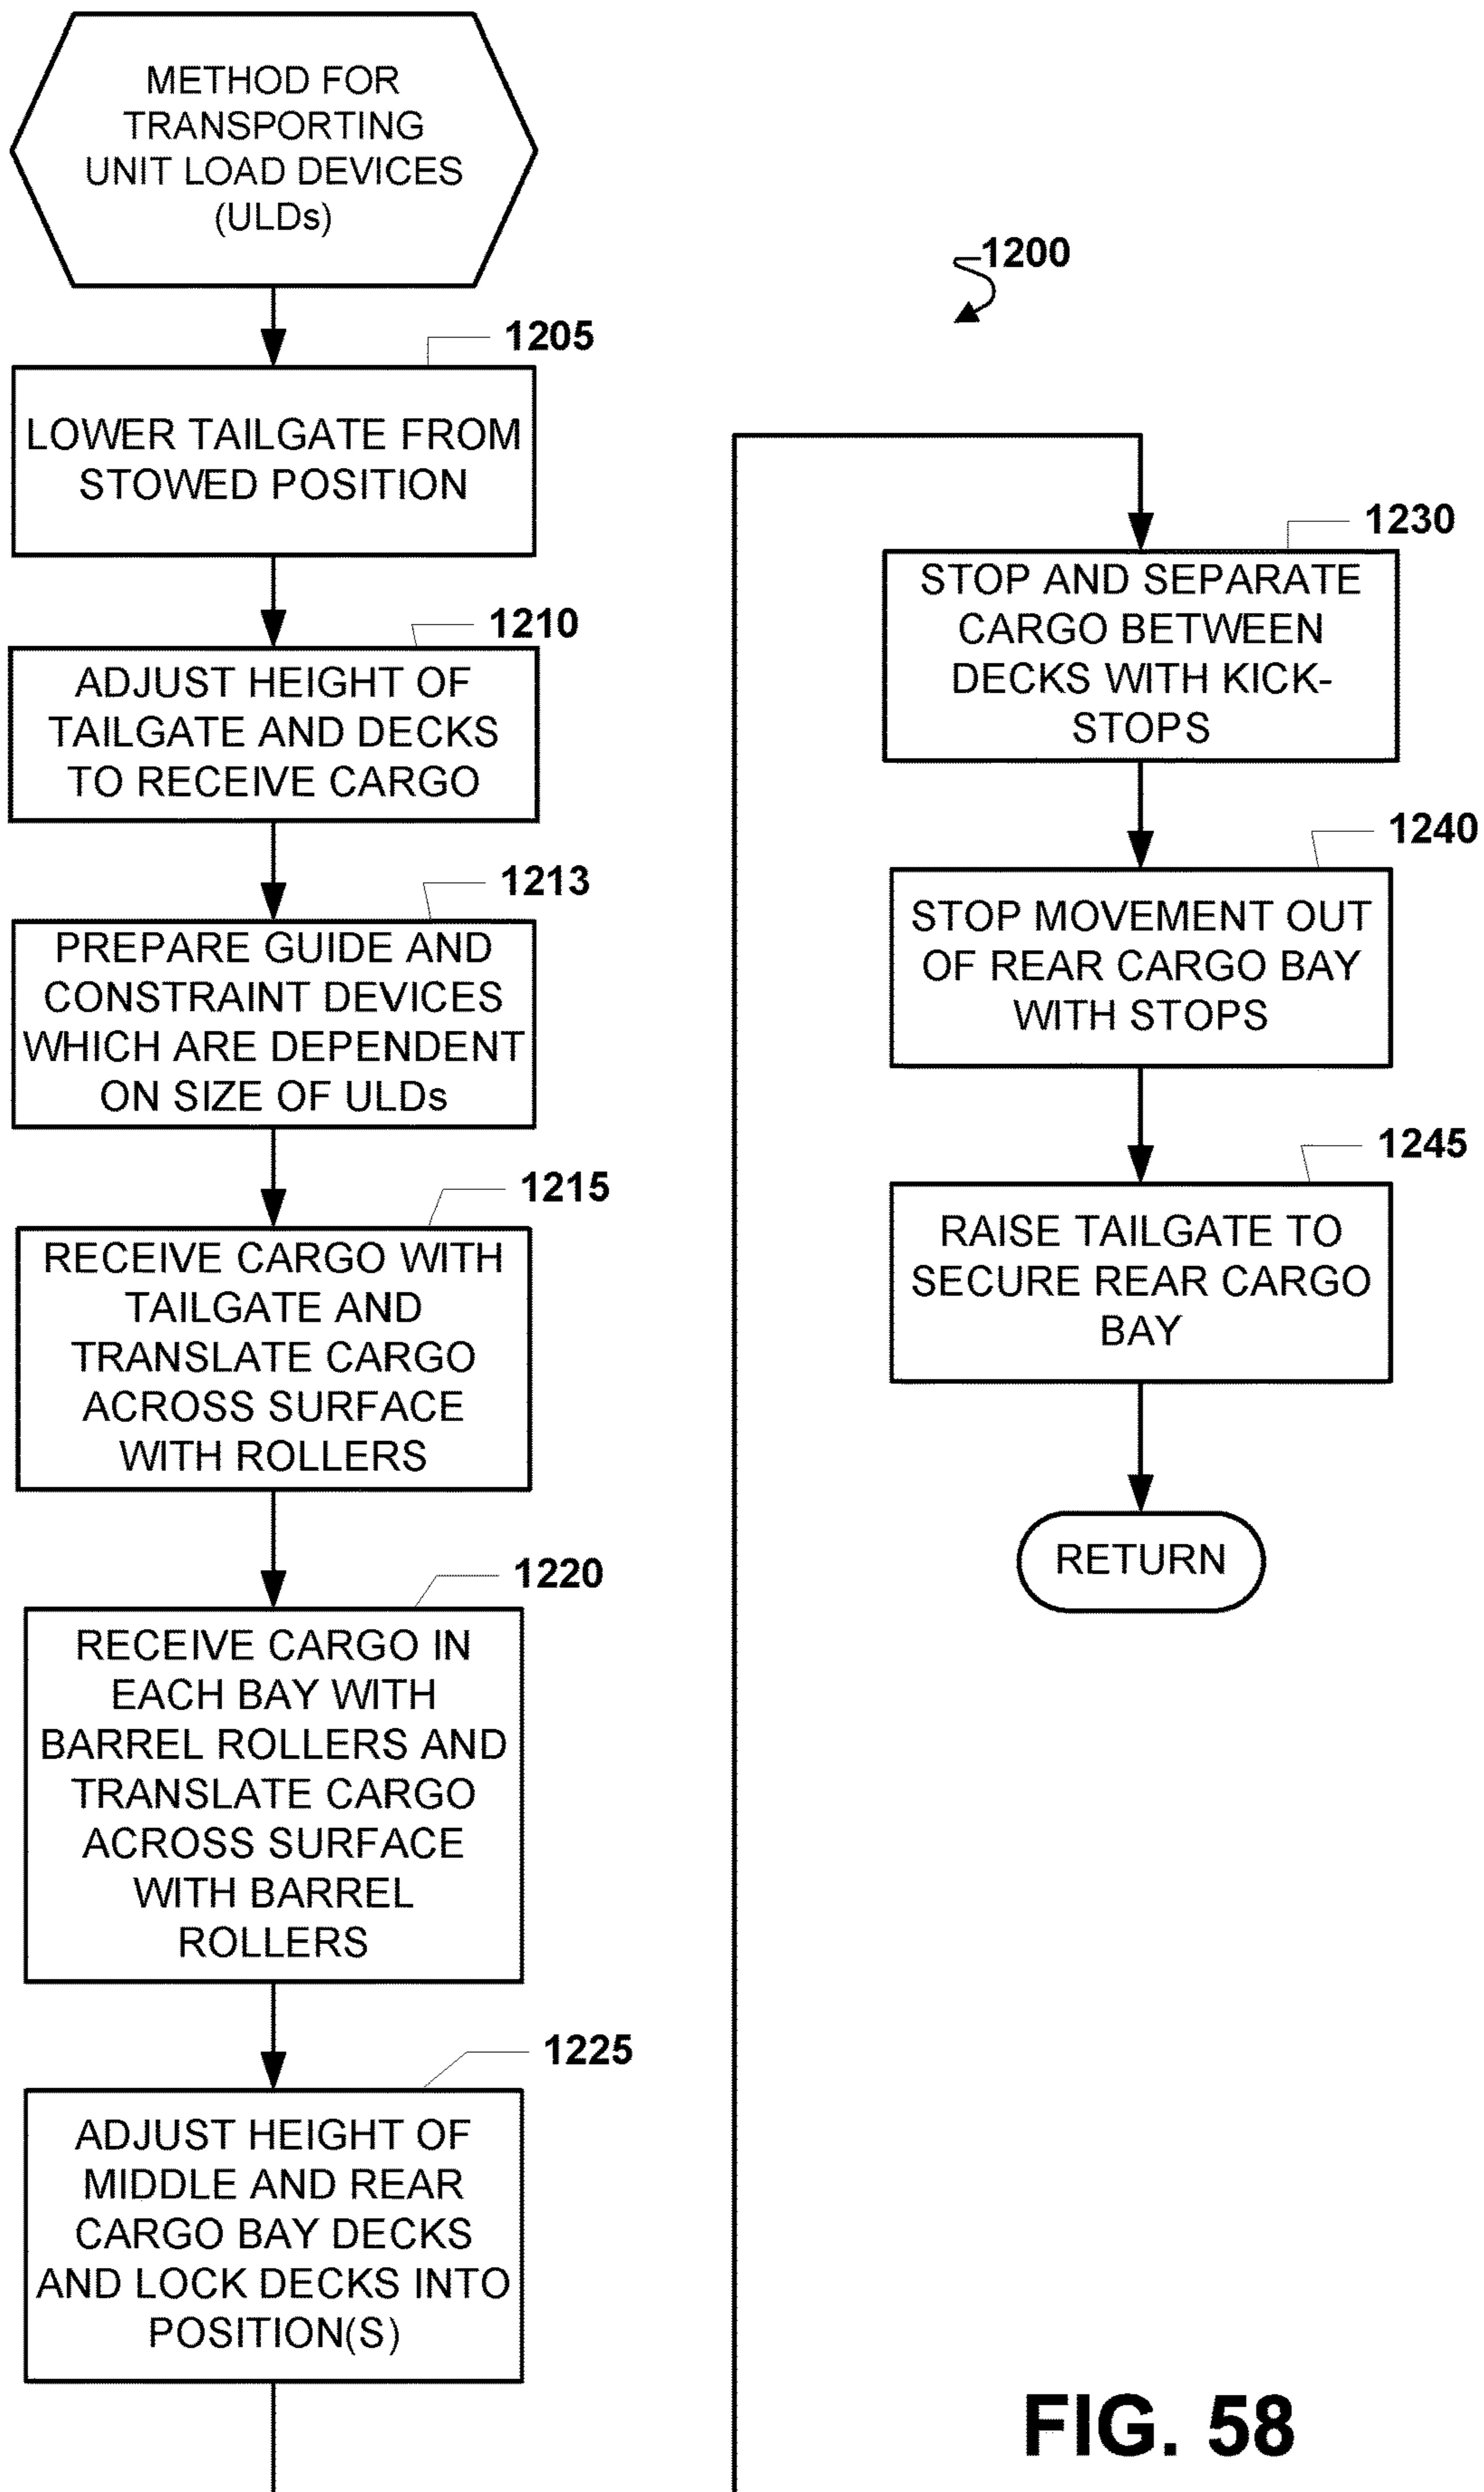 METHOD FOR
TRANSPORTING
UNIT LOAD DEVICES
(ULDs)
1205
LOWER TAILGATE FROM
STOWED POSITION
1210
ADJUST HEIGHT OF
TAILGATE AND DECKS
TO RECEIVE CARGO
1213
PREPARE GUIDE AND
CONSTRAINT DEVICES
WHICH ARE DEPENDENT
ON SIZE OF ULDs
1215
RECEIVE CARGO WITH
TAILGATE AND
TRANSLATE CARGO
ACROSS SURFACE
WITH ROLLERS
1220
RECEIVE CARGO IN
EACH BAY WITH
BARREL ROLLERS AND
TRANSLATE CARGO
ACROSS SURFACE
WITH BARREL
ROLLERS
1225
ADJUST HEIGHT OF
MIDDLE AND REAR
CARGO BAY DECKS
AND LOCK DECKS INTO
POSITION(S)
1200
1230
STOP AND SEPARATE
CARGO BETWEEN
DECKS WITH KICK-
STOPS
1240
STOP MOVEMENT OUT
OF REAR CARGO BAY
WITH STOPS
1245
RAISE TAILGATE TO
SECURE REAR CARGO
BAY
RETURN
FIG. 58